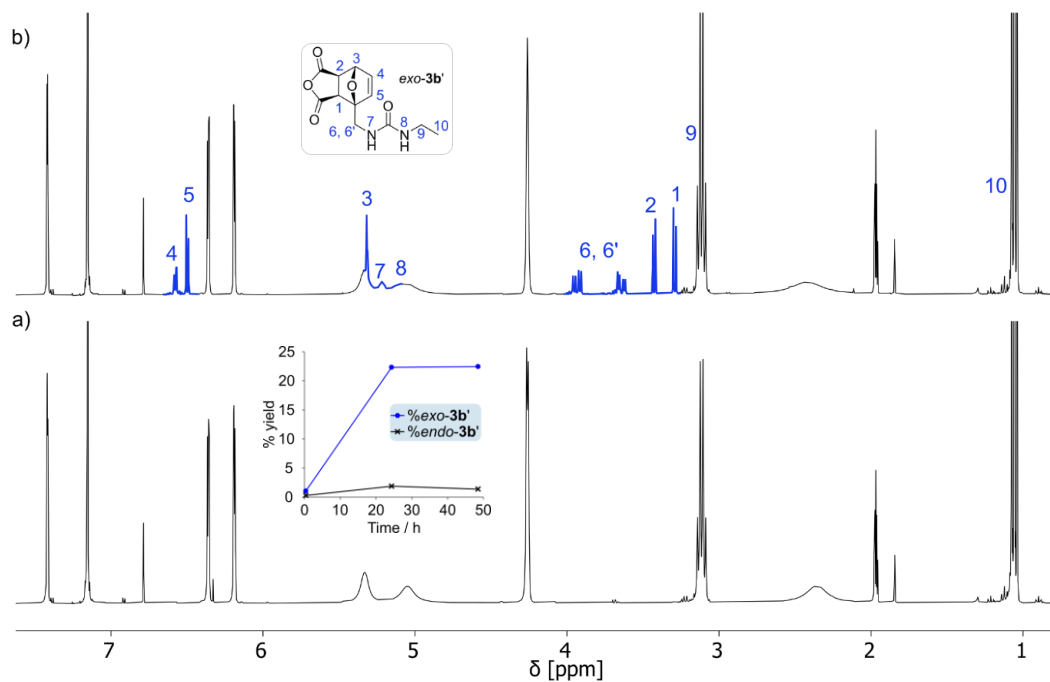 b)
O
3
2
4
exo-3b'
O
O
5
1
O
O
7
8
10
6, 6'
N
H
N
H
9
4
5
3
7
8
6, 6'
2
1
9
10
a)
25
20
15
10
5
0
% yield
%exo-3b'
%endo-3b'
0 10 20 30 40 50
Time / h
7 6 5 4 3 2 1
δ [ppm]